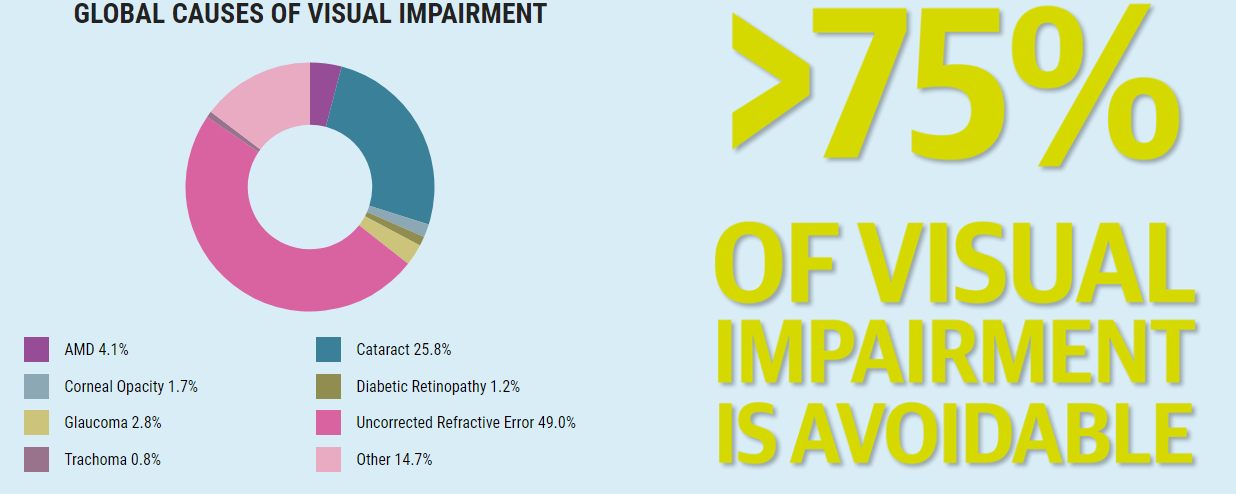 GLOBAL CAUSES OF VISUAL IMPAIRMENT
AMD 4.1%
Cataract 25.8%
Corneal Opacity 1.7%
Diabetic Retinopathy 1.2%
Glaucoma 2.8%
Uncorrected Refractive Error 49.0%
Trachoma 0.8%
Other 14.7%
>75%
OF VISUAL
IMPAIRMENT
IS AVOIDABLE